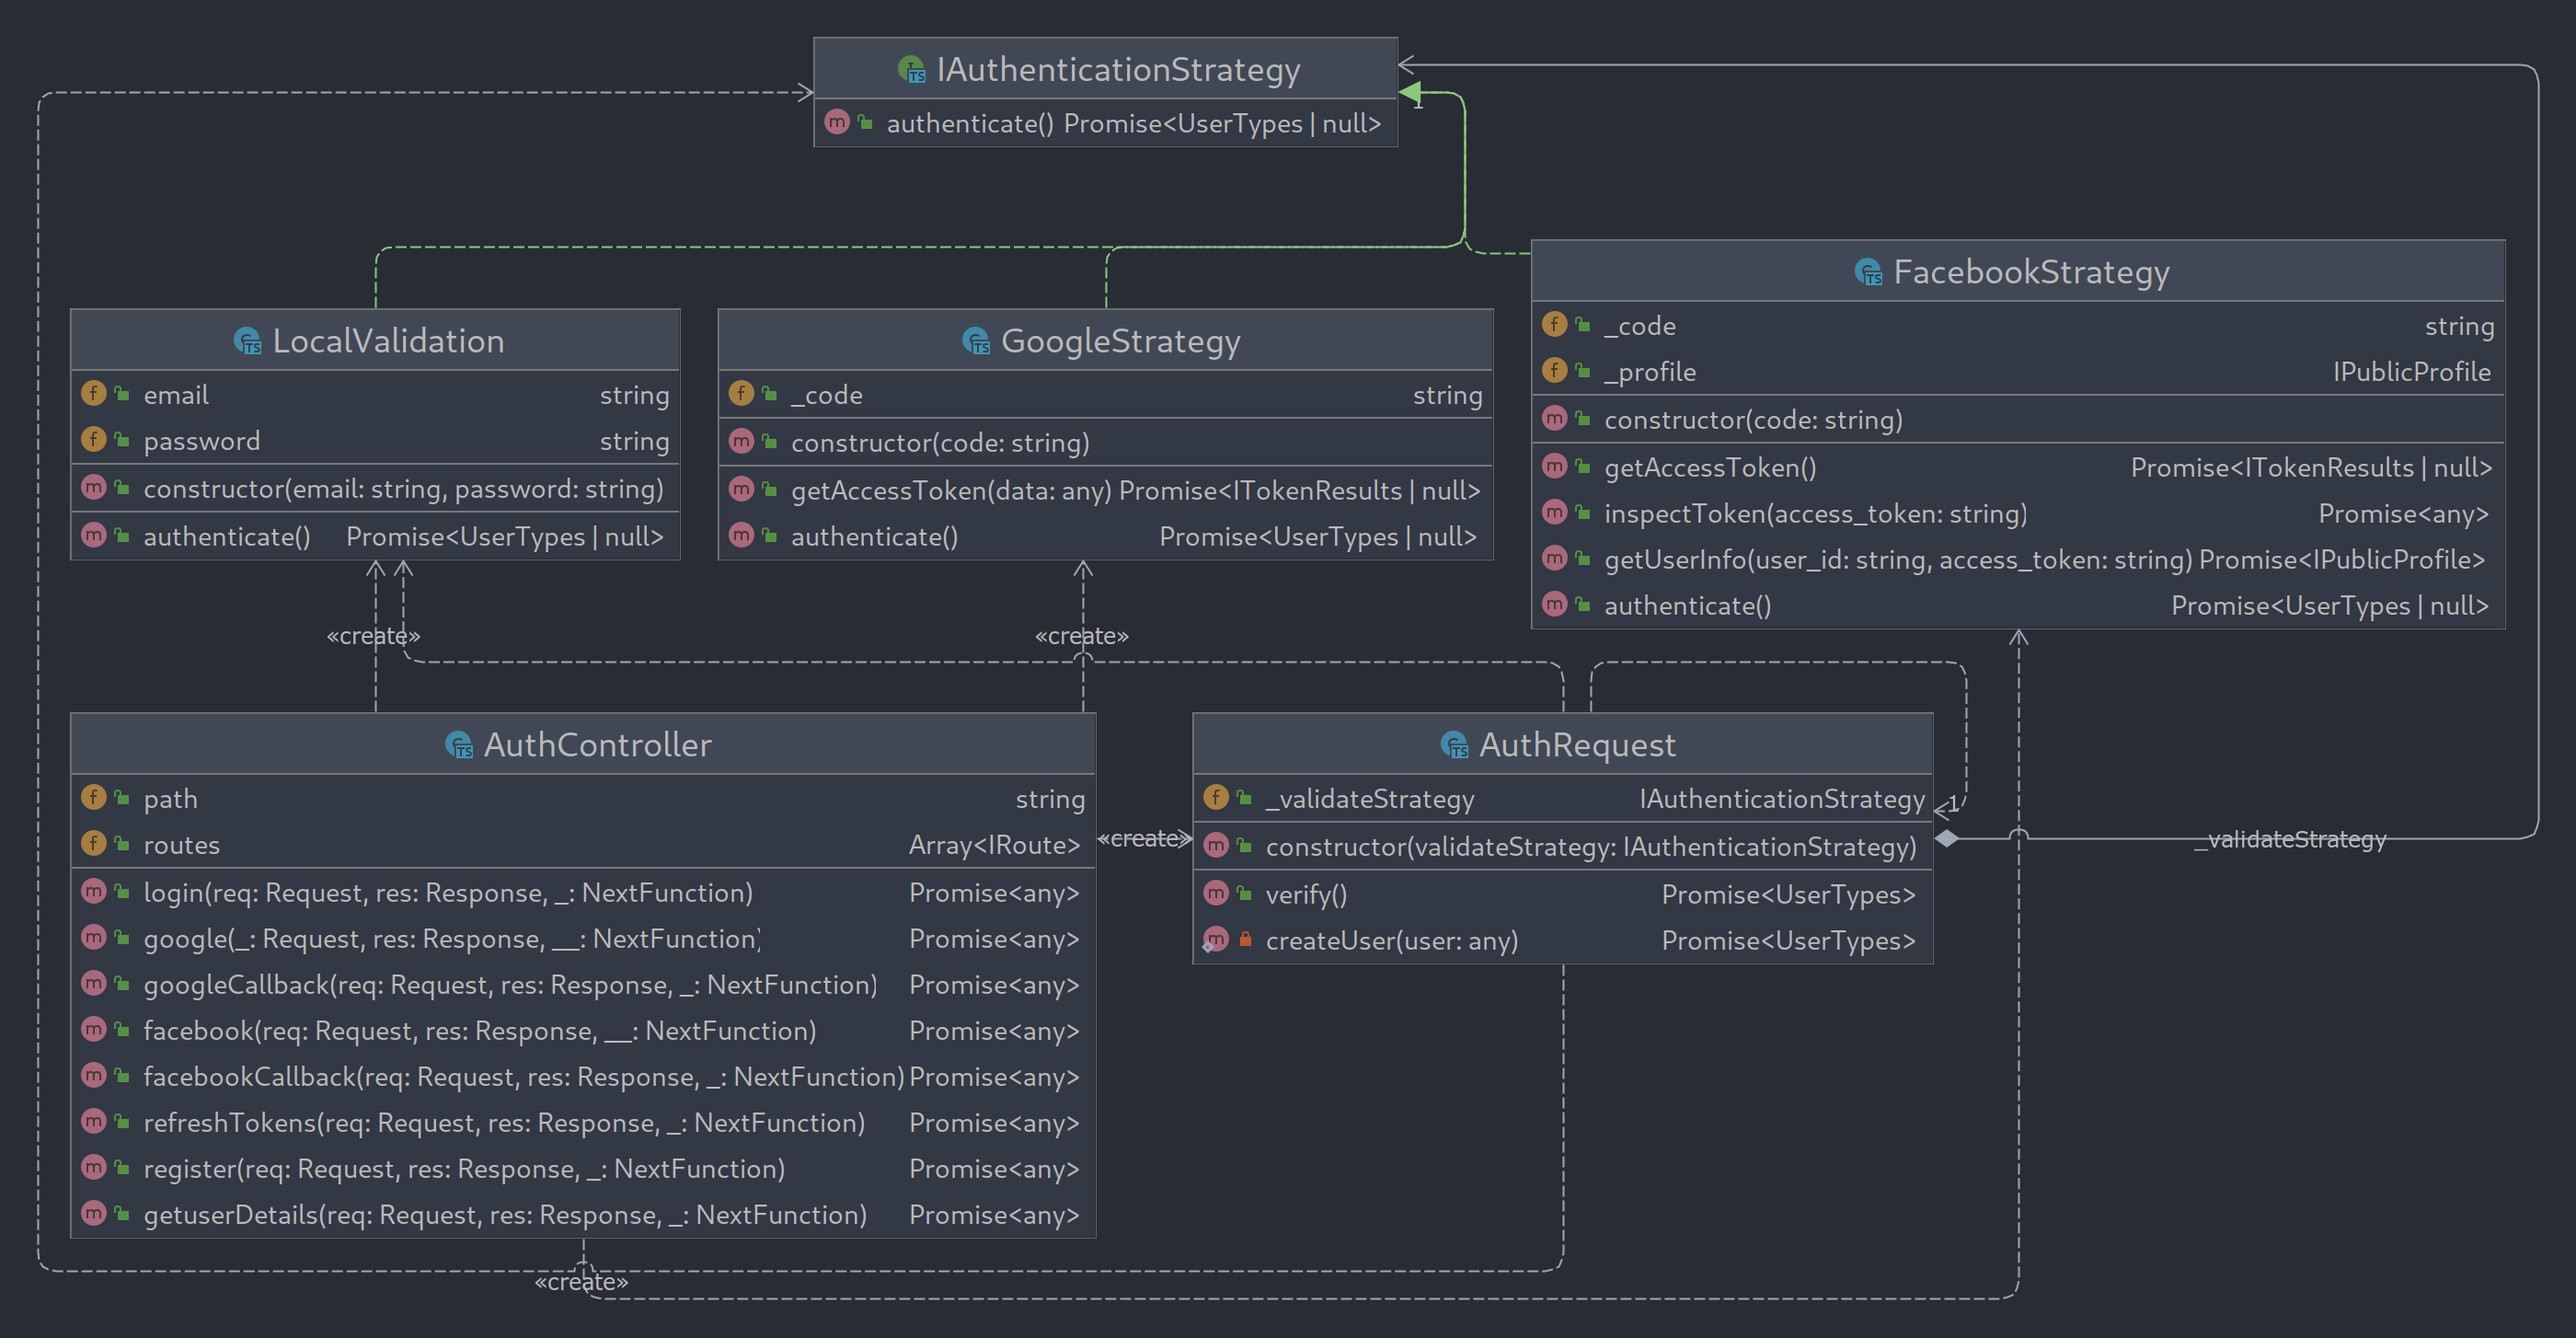 IAuthenticationStrategy
authenticate() Promise<UserTypes | null>
1
FacebookStrategy
_code string
_profile IPublicProfile
constructor(code: string)
getAccessToken() Promise<ITokenResults | null>
inspectToken(access_token: string) Promise<any>
getUserInfo(user_id: string, access_token: string) Promise<IPublicProfile>
authenticate() Promise<UserTypes | null>
LocalValidation
email string
password string
constructor(email: string, password: string)
authenticate() Promise<UserTypes | null>
GoogleStrategy
_code string
constructor(code: string)
getAccessToken(data: any) Promise<ITokenResults | null>
authenticate() Promise<UserTypes | null>
«create»
«create»
AuthController
path string
routes Array<IRoute>
login(req: Request, res: Response, _: NextFunction) Promise<any>
google(_: Request, res: Response, __: NextFunction) Promise<any>
googleCallback(req: Request, res: Response, _: NextFunction) Promise<any>
facebook(req: Request, res: Response, __: NextFunction) Promise<any>
facebookCallback(req: Request, res: Response, _: NextFunction) Promise<any>
refreshTokens(req: Request, res: Response, _: NextFunction) Promise<any>
register(req: Request, res: Response, _: NextFunction) Promise<any>
getuserDetails(req: Request, res: Response, _: NextFunction) Promise<any>
«create»
AuthRequest
_validateStrategy IAuthenticationStrategy
constructor(validateStrategy: IAuthenticationStrategy)
verify() Promise<UserTypes>
createUser(user: any) Promise<UserTypes>
1
_validateStrategy
«create»